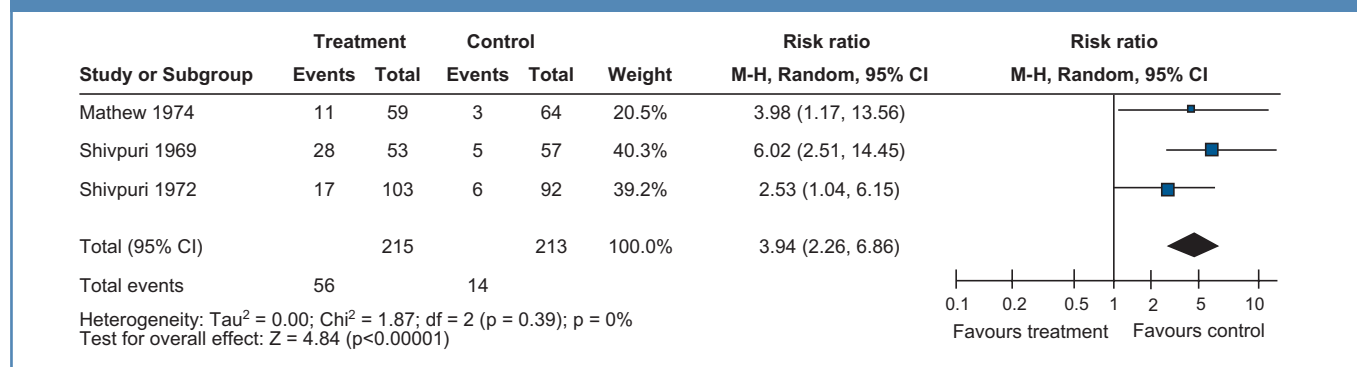 Treatment Control Risk ratio Risk ratio
Study or Subgroup Events Total Events Total Weight M-H, Random, 95% CI M-H, Random, 95% CI
Mathew 1974 11 59 3 64 20.5% 3.98 (1.17, 13.56)
Shivpuri 1969 28 53 5 57 40.3% 6.02 (2.51, 14.45)
Shivpuri 1972 17 103 6 92 39.2% 2.53 (1.04, 6.15)
Total (95% CI) 215 213 100.0% 3.94 (2.26, 6.86)
Total events 56 14
0.1 0.2 0.5 1 2 5 10
Heterogeneity: Tau² = 0.00; Chi² = 1.87; df = 2 (p = 0.39); p = 0%
Favours treatment Favours control
Test for overall effect: Z = 4.84 (p<0.00001)